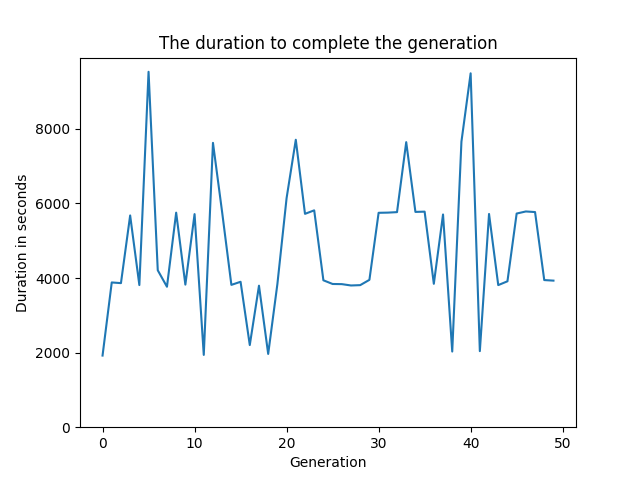 The duration to complete the generation
Duration in seconds
8000
6000
4000
2000
0
0 10 20 30 40 50
Generation